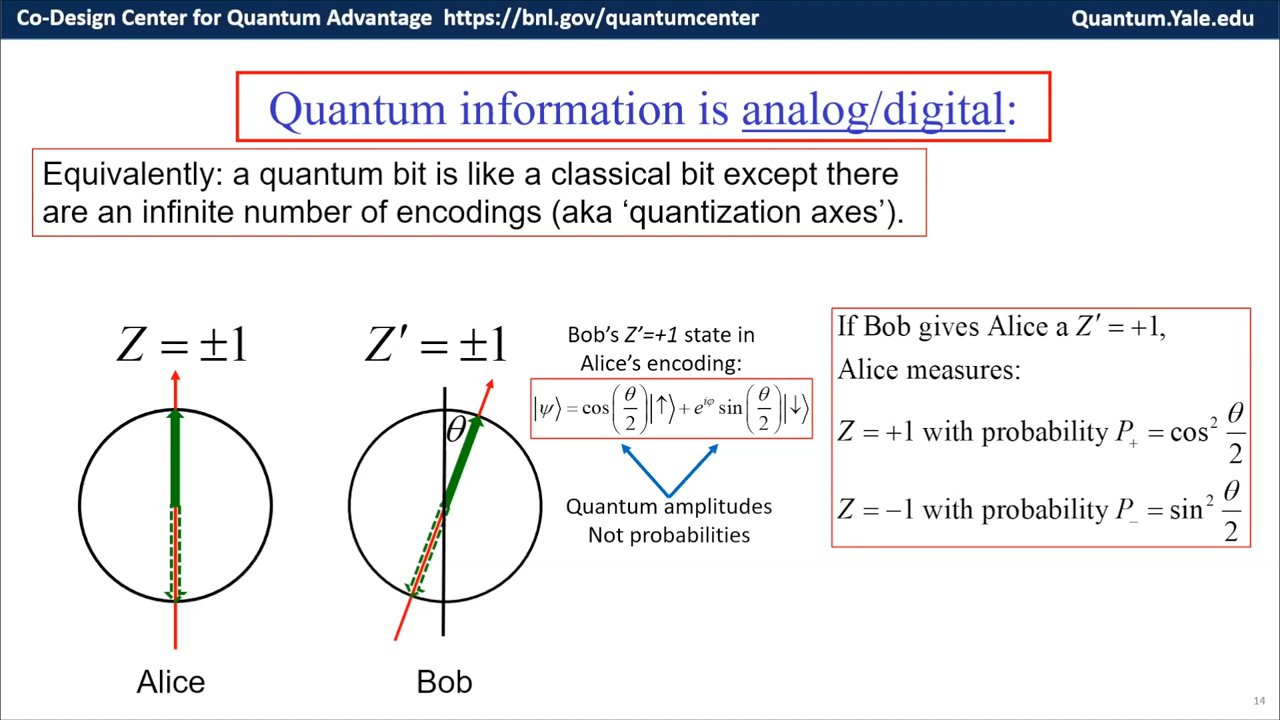 Co-Design Center for Quantum Advantage https://bnl.gov/quantumcenter
Quantum.Yale.edu
Quantum information is analog/digital:
Equivalently: a quantum bit is like a classical bit except there
are an infinite number of encodings (aka ‘quantization axes’).
Z = ±1
Z′ = ±1
θ
Alice
Bob
Bob’s Z’=+1 state in
Alice’s encoding:
|ψ⟩ = cos(θ/2)|↑⟩ + e^{iφ} sin(θ/2)|↓⟩
Quantum amplitudes
Not probabilities
If Bob gives Alice a Z′ = +1,
Alice measures:
Z = +1 with probability P₊ = cos² θ/2
Z = −1 with probability P₋ = sin² θ/2
14